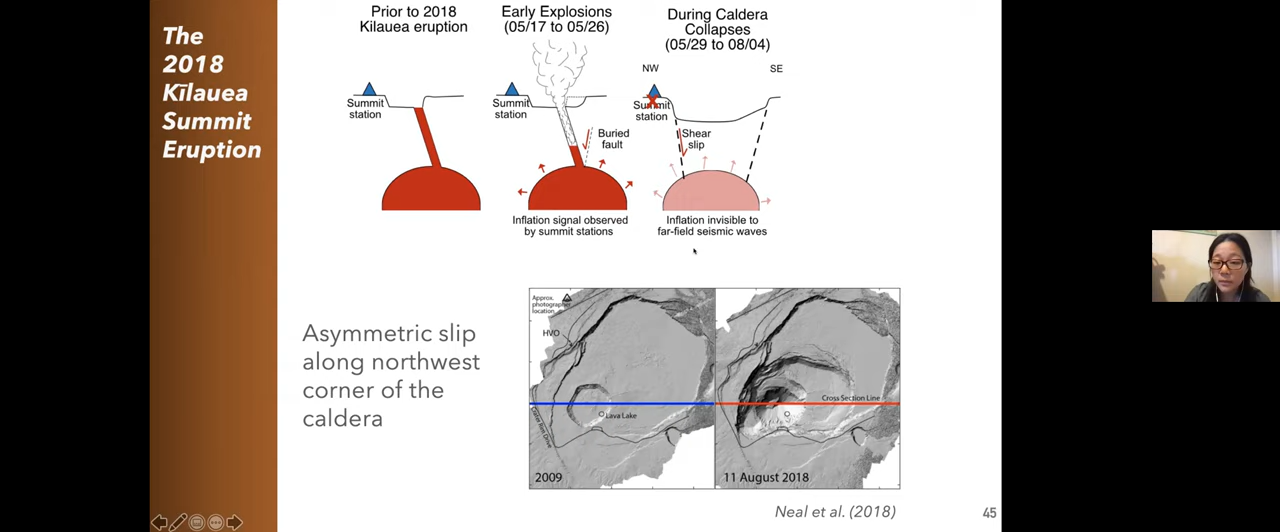 The
2018
Kīlauea
Summit
Eruption
Prior to 2018
Kilauea eruption
Early Explosions
(05/17 to 05/26)
During Caldera
Collapses
(05/29 to 08/04)
NW
SE
Summit
station
Summit
station
Buried
fault
Summit
station
Shear
slip
Inflation signal observed
by summit stations
Inflation invisible to
far-field seismic waves
Asymmetric slip
along northwest
corner of the
caldera
Approx.
photographer
location
HVO
Crater Rim Drive
Lava Lake
2009
Cross Section Line
11 August 2018
Neal et al. (2018)
45